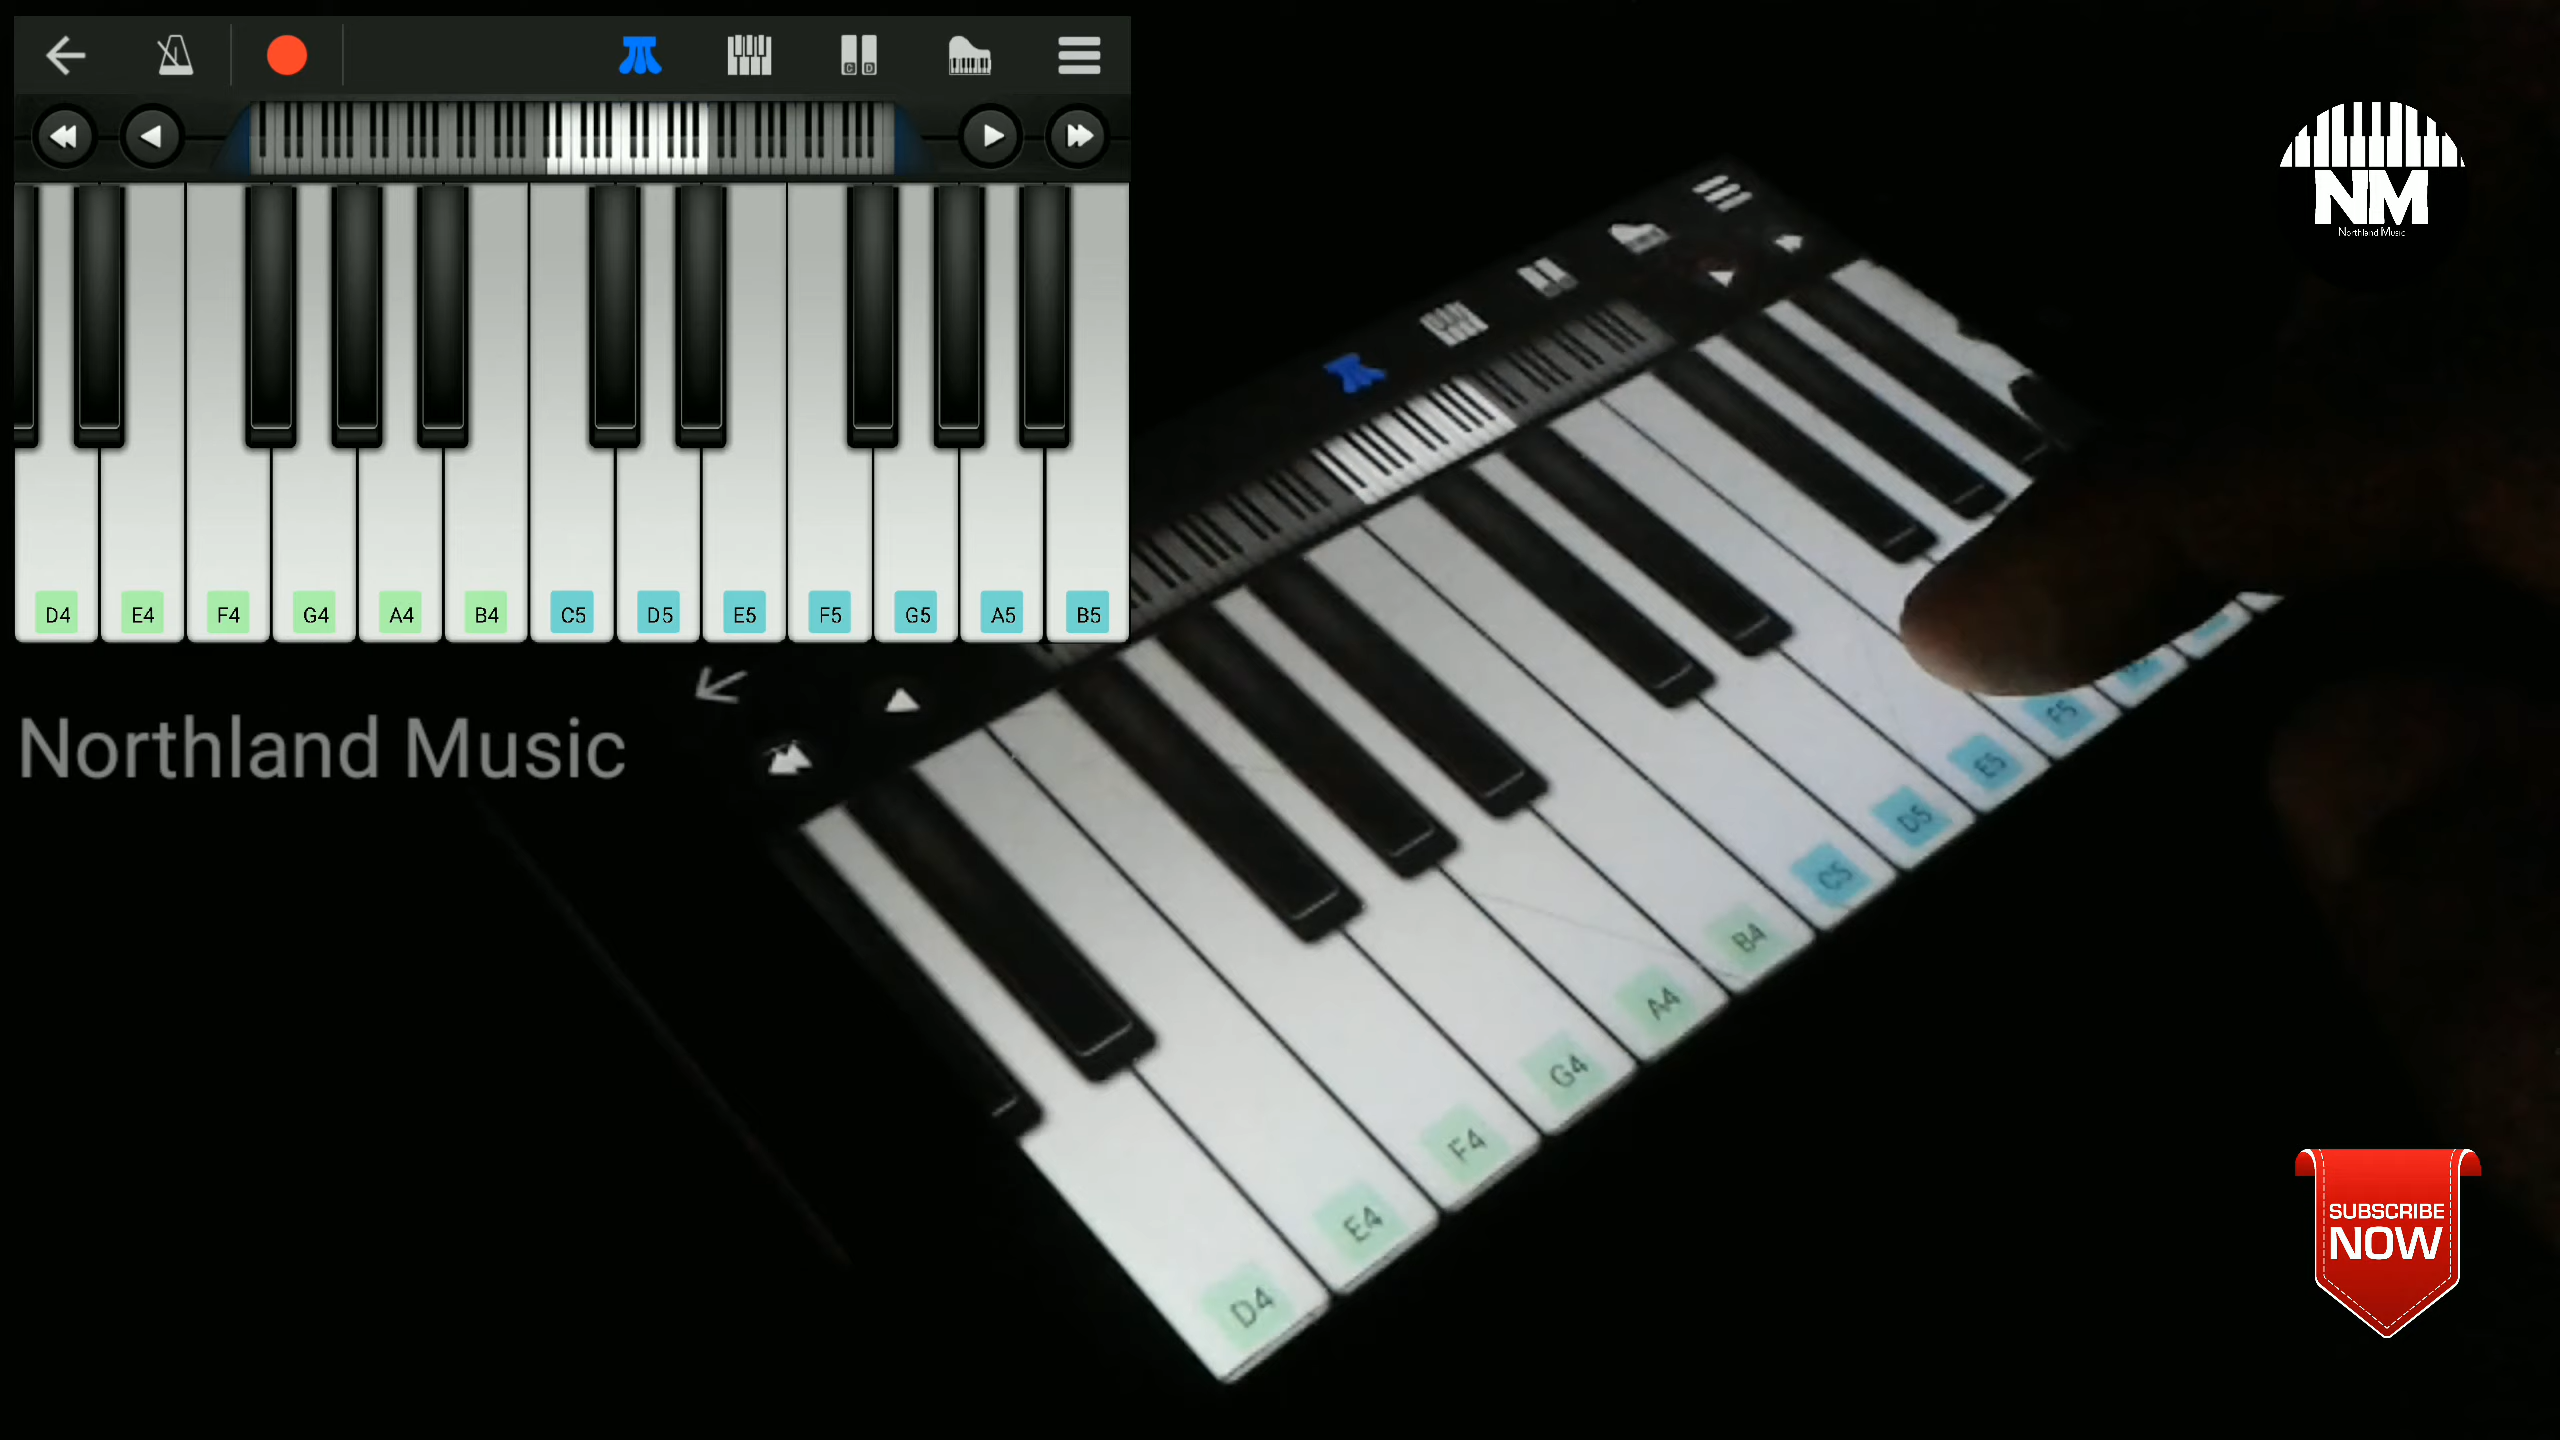 D4 E4 F4 G4 A4 B4 C5 D5 E5 F5 G5 A5 B5
Northland Music
NM
Northland Music
D4 E4 F4 G4 A4 B4 C5 D5 E5 F5
SUBSCRIBE
NOW